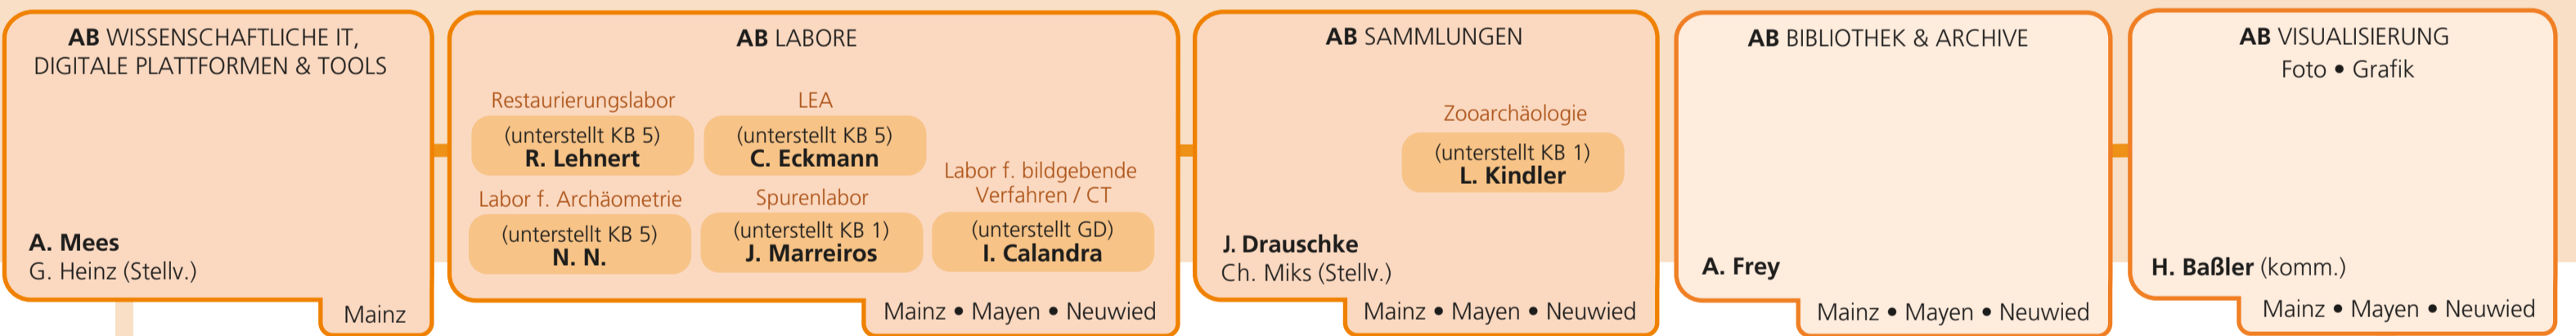 AB WISSENSCHAFTLICHE IT,
DIGITALE PLATTFORMEN & TOOLS
A. Mees
G. Heinz (Stellv.)
Mainz
AB LABORE
Restaurierungslabor
(unterstellt KB 5)
R. Lehnert
LEA
(unterstellt KB 5)
C. Eckmann
Labor f. Archäometrie
(unterstellt KB 5)
N. N.
Spurenlabor
(unterstellt KB 1)
J. Marreiros
Labor f. bildgebende
Verfahren / CT
(unterstellt GD)
I. Calandra
Mainz • Mayen • Neuwied
AB SAMMLUNGEN
Zooarchäologie
(unterstellt KB 1)
L. Kindler
J. Drauschke
Ch. Miks (Stellv.)
Mainz • Mayen • Neuwied
AB BIBLIOTHEK & ARCHIVE
A. Frey
Mainz • Mayen • Neuwied
AB VISUALISIERUNG
Foto • Grafik
H. Baßler (komm.)
Mainz • Mayen • Neuwied